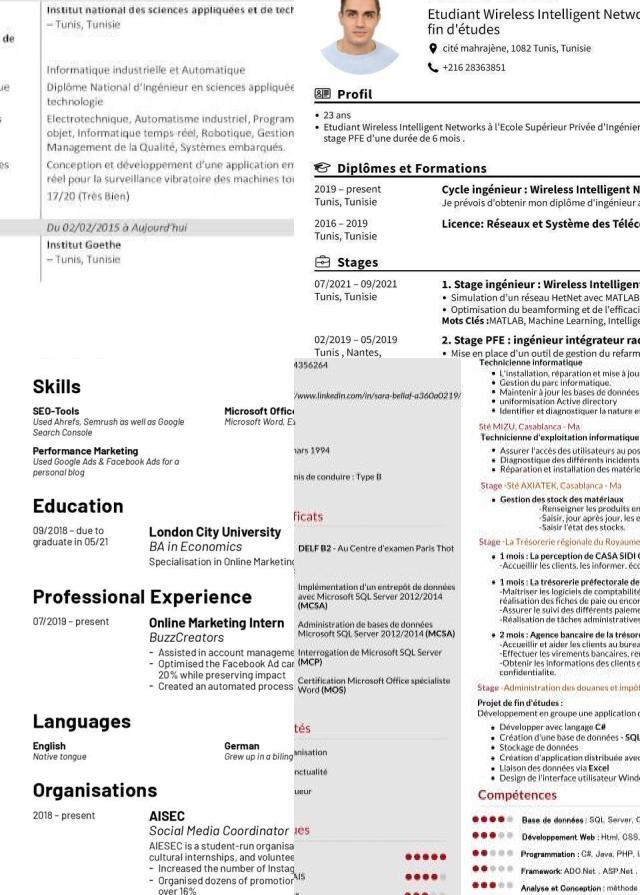 Institut national des sciences appliquées et de tech
– Tunis, Tunisie
de
Informatique industrielle et Automatique
ue
Diplôme National d'Ingénieur en sciences appliquée
technologie
s
Electrotechnique, Automatisme industriel, Program
objet, Informatique temps-réel, Robotique, Gestion
Management de la Qualité, Systèmes embarqués.
es
Conception et développement d'une application en
réel pour la surveillance vibratoire des machines tou
17/20 (Très Bien)
Du 02/02/2015 à Aujourd'hui
Institut Goethe
– Tunis, Tunisie
Etudiant Wireless Intelligent Netwo
fin d'études
cité mahrajène, 1082 Tunis, Tunisie
+216 28363851
Profil
• 23 ans
• Etudiant Wireless Intelligent Networks à l'Ecole Supérieur Privée d'Ingénier
stage PFE d'une durée de 6 mois .
Diplômes et Formations
2019 – present
Tunis, Tunisie
Cycle ingénieur : Wireless Intelligent N
Je prévois d'obtenir mon diplôme d'ingénieur a
2016 – 2019
Tunis, Tunisie
Licence: Réseaux et Système des Téléc
Stages
07/2021 – 09/2021
Tunis, Tunisie
1. Stage ingénieur : Wireless Intelligent
• Simulation d'un réseau HetNet avec MATLAB
• Optimisation du beamforming et de l'efficaci
Mots Clés :MATLAB, Machine Learning, Intellige
02/2019 – 05/2019
Tunis , Nantes,
2. Stage PFE : ingénieur intégrateur rad
• Mise en place d'un outil de gestion du refarm
Skills
SEO-Tools
Used Ahrefs, Semrush as well as Google
Search Console
Microsoft Office
Microsoft Word, Ex
Performance Marketing
Used Google Ads & Facebook Ads for a
personal blog
Education
09/2018 – due to
graduate in 05/21
London City University
BA in Economics
Specialisation in Online Marketing
Professional Experience
07/2019 – present
Online Marketing Intern
BuzzCreators
- Assisted in account manageme
- Optimised the Facebook Ad car
20% while preserving impact
- Created an automated process
Languages
English
Native tongue
German
Grew up in a biling
Organisations
2018 – present
AISEC
Social Media Coordinator
AIESEC is a student-run organisa
cultural internships, and voluntee
- Increased the number of Instag
- Organised dozens of promotion
over 16%
4356264
/www.linkedin.com/in/sara-bellaf-a360a0219/
ars 1994
mis de conduire : Type B
ficats
DELF B2 - Au Centre d'examen Paris Thot
Implémentation d'un entrepôt de données
avec Microsoft SQL Server 2012/2014
(MCSA)
Administration de bases de données
Microsoft SQL Server 2012/2014 (MCSA)
Interrogation de Microsoft SQL Server
(MCP)
Certification Microsoft Office spécialiste
Word (MOS)
tés
anisation
nctualité
ueur
ues
AIS
Technicienne informatique
• L'installation, réparation et mise à jou
• Gestion du parc informatique.
• Maintenir à jour les bases de données
• uniformisation Active directory
• Identifier et diagnostiquer la nature e
Sté MIZU, Casablanca - Ma
Technicienne d'exploitation informatique
• Assurer l'accès des utilisateurs au pos
• Diagnostique des différents incidents
• Réparation et installation des matérie
Stage -Sté AXIATEK, Casablanca - Ma
• Gestion des stock des matériaux
-Renseigner les produits en
-Saisir, jour après jour, les e
-Saisir l'état des stocks.
Stage -La Trésorerie régionale du Royaume
• 1 mois : La perception de CASA SIDI O
-Accueillir les clients, les informer, éco
• 1 mois : La trésorerie préfectorale de
-Maîtriser les logiciels de comptabilité
réalisation des fiches de paie ou encor
-Assurer le suivi des différents paieme
-Réalisation de tâches administratives
• 2 mois : Agence bancaire de la trésore
-Accueillir et aider les clients au burea
-Effectuer les virements bancaires, rem
-Obtenir les informations des clients e
confidentialité.
Stage -Administration des douanes et impôt
Projet de fin d'études :
Développement en groupe une application d
• Développer avec langage C#
• Création d'une base de données - SQL
• Stockage de données
• Création d'application distribuée avec
• Liaison des données via Excel
• Design de l'interface utilisateur Windo
Compétences
Base de données : SQL Server, O
Développement Web : Html, CSS,
Programmation : C#, Java, PHP, L
Framework: ADO.Net , ASP.Net ,
Analyse et Conception : méthode